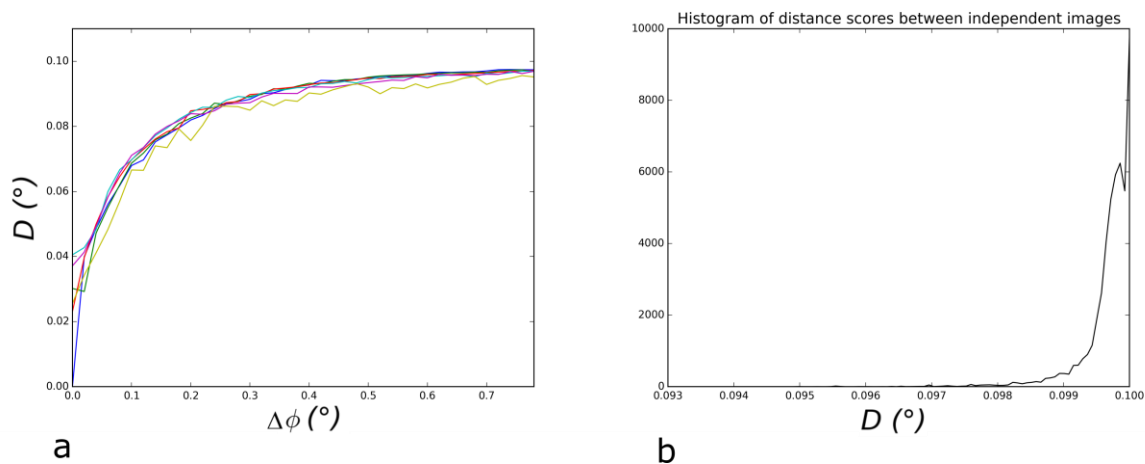 0.10
0.08
0.06
0.04
0.02
0.00
D (°)
0.0 0.1 0.2 0.3 0.4 0.5 0.6 0.7
Δϕ (°)
a
Histogram of distance scores between independent images
10000
8000
6000
4000
2000
0
0.093 0.094 0.095 0.096 0.097 0.098 0.099 0.100
D (°)
b